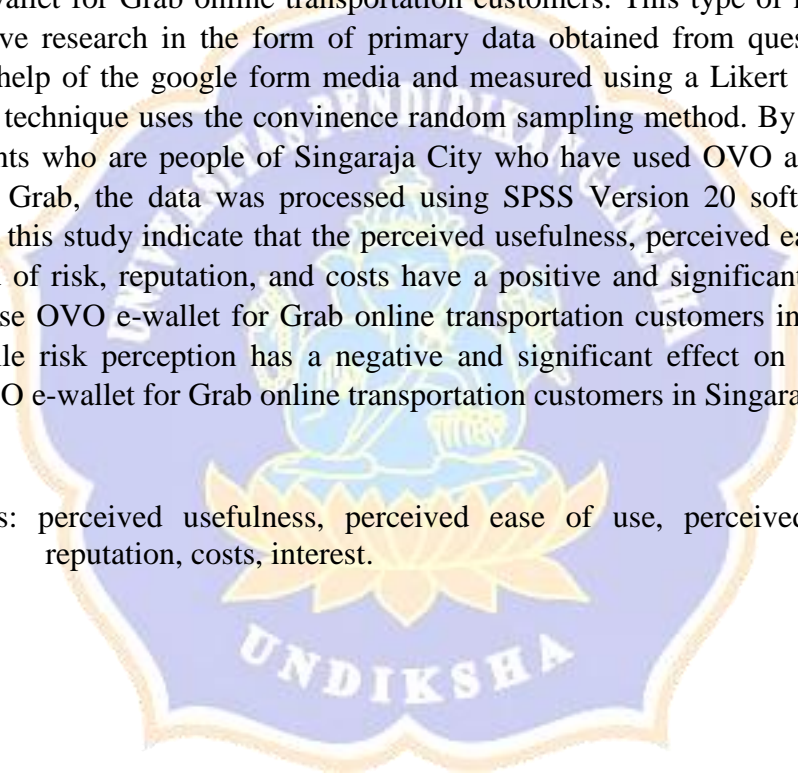 wallet for Grab online transportation customers. This type of
ve research in the form of primary data obtained from ques
help of the google form media and measured using a Likert
technique uses the convinence random sampling method. By
nts who are people of Singaraja City who have used OVO a
Grab, the data was processed using SPSS Version 20 soft
this study indicate that the perceived usefulness, perceived ea
of risk, reputation, and costs have a positive and significant
se OVO e-wallet for Grab online transportation customers in
le risk perception has a negative and significant effect on
O e-wallet for Grab online transportation customers in Singara
s: perceived usefulness, perceived ease of use, perceived
reputation, costs, interest.
UNIVERSITAS PENDIDIKAN GANESHA
UNDIKSHA